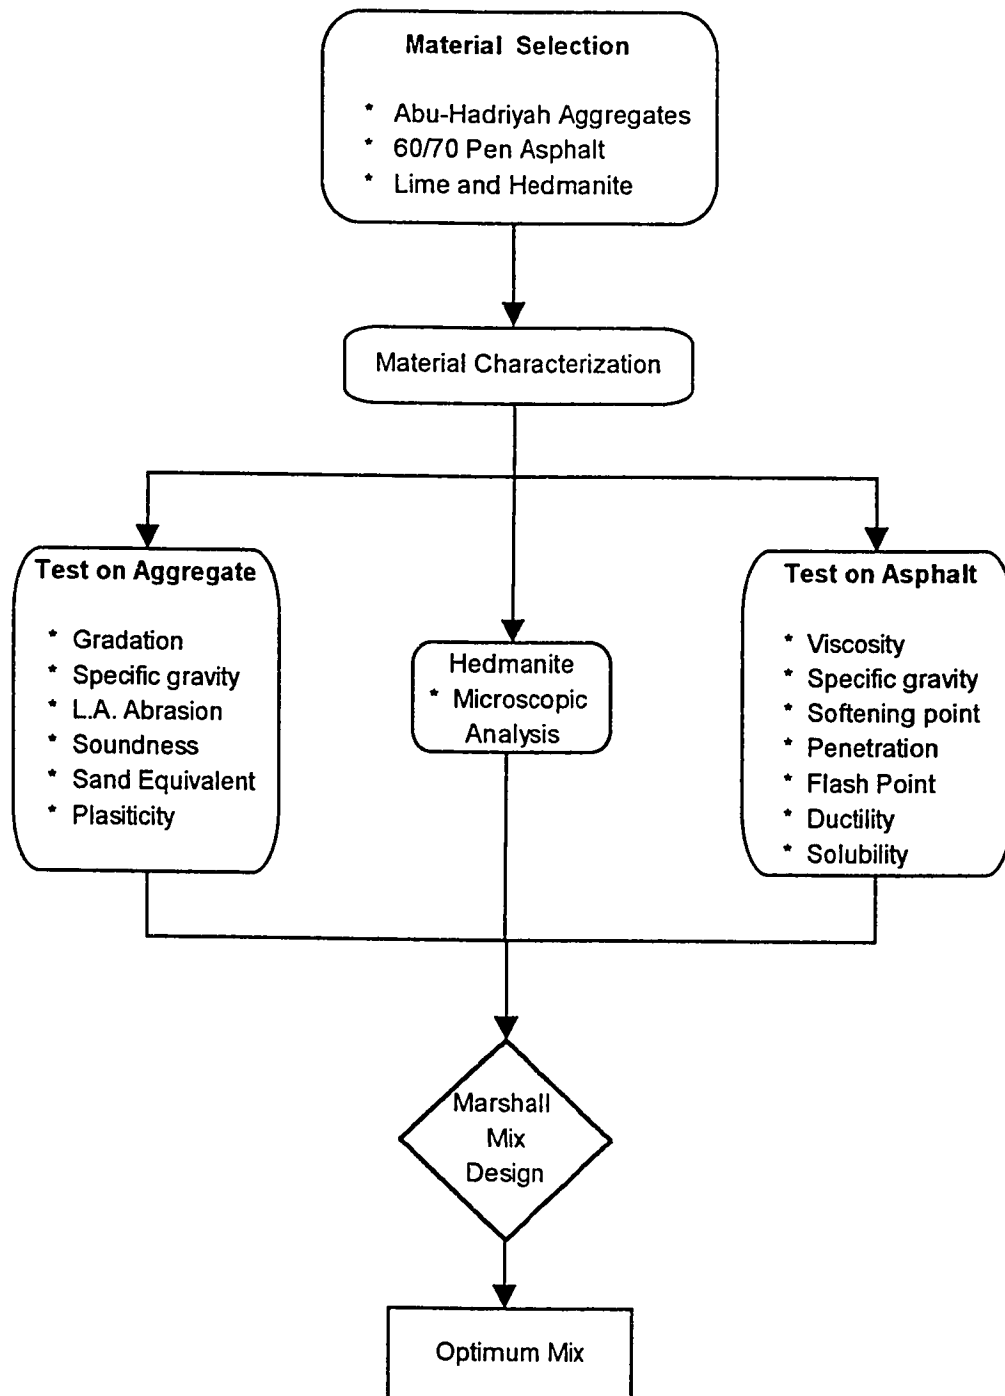 Material Selection
* Abu-Hadriyah Aggregates
* 60/70 Pen Asphalt
* Lime and Hedmanite
Material Characterization
Test on Aggregate
* Gradation
* Specific gravity
* L.A. Abrasion
* Soundness
* Sand Equivalent
* Plasiticity
Hedmanite
* Microscopic
Analysis
Test on Asphalt
* Viscosity
* Specific gravity
* Softening point
* Penetration
* Flash Point
* Ductility
* Solubility
Marshall
Mix
Design
Optimum Mix